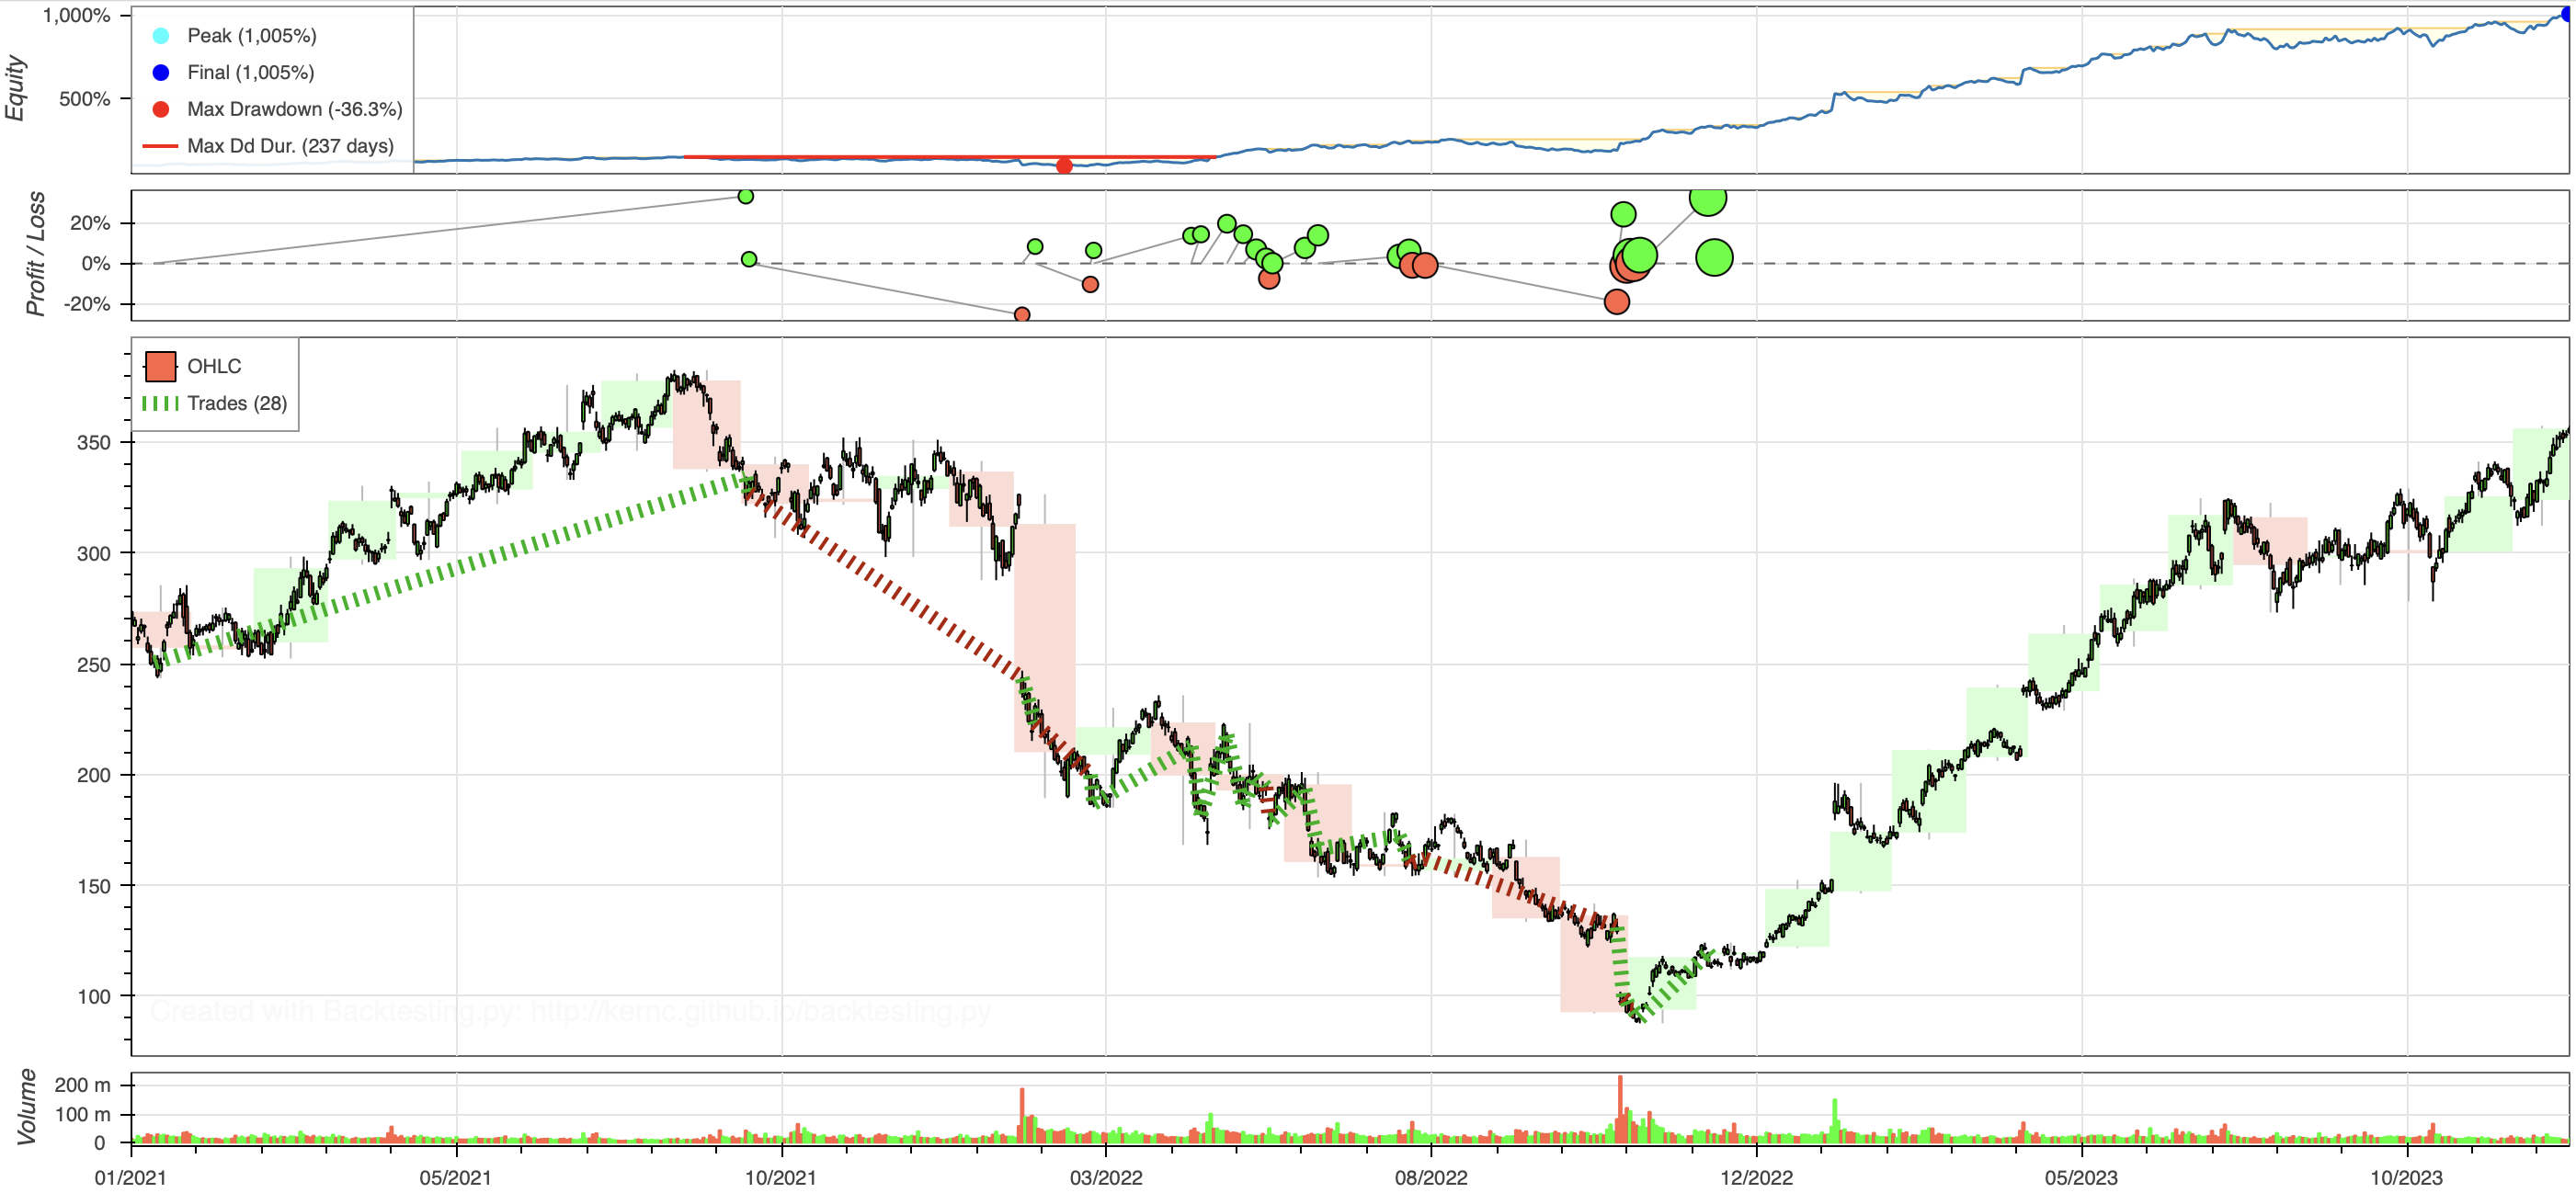 1,000%
500%
Equity
Peak (1,005%)
Final (1,005%)
Max Drawdown (-36.3%)
Max Dd Dur. (237 days)
20%
0%
-20%
Profit / Loss
OHLC
Trades (28)
350
300
250
200
150
100
Created with Backtesting.py: http://kernc.github.io/backtesting.py
200 m
100 m
0
Volume
01/2021 05/2021 10/2021 03/2022 08/2022 12/2022 05/2023 10/2023